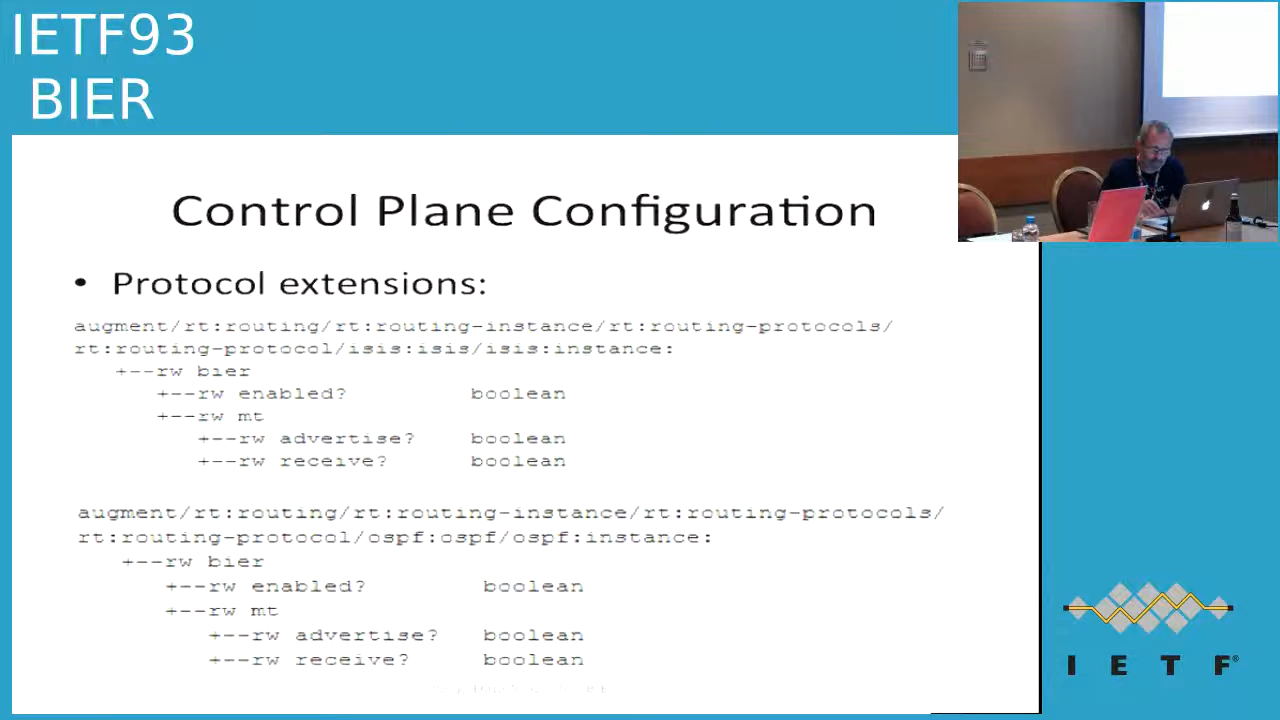 IETF93
BIER
Control Plane Configuration
• Protocol extensions:
augment/rt:routing/rt:routing-instance/rt:routing-protocols/
rt:routing-protocol/isis:isis/isis:instance:
+--rw bier
+--rw enabled? boolean
+--rw mt
+--rw advertise? boolean
+--rw receive? boolean
augment/rt:routing/rt:routing-instance/rt:routing-protocols/
rt:routing-protocol/ospf:ospf/ospf:instance:
+--rw bier
+--rw enabled? boolean
+--rw mt
+--rw advertise? boolean
+--rw receive? boolean
I E T F®